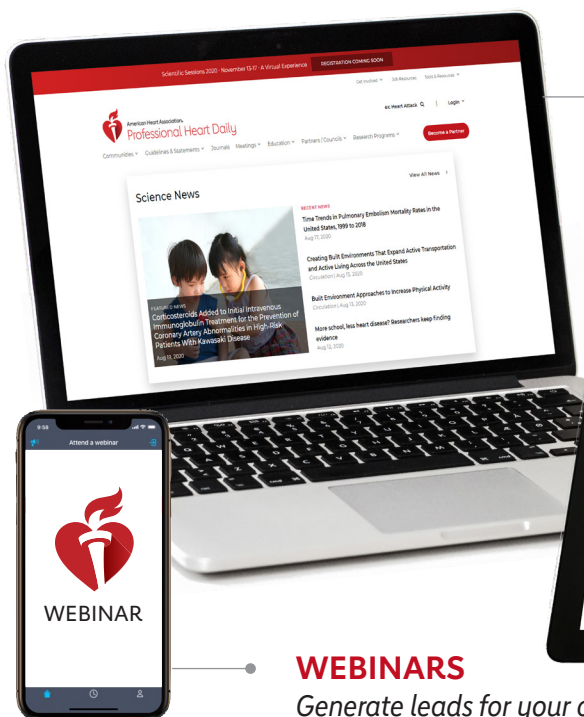 Scientific Sessions 2020 - November 13-17 - A Virtual Experience
REGISTRATION COMING SOON
Get Involved
Job Resources
Tools & Resources
American Heart Association.
Professional Heart Daily
ex: Heart Attack
Login
Communities
Guidelines & Statements
Journals
Meetings
Education
Partners / Councils
Research Programs
Become a Partner
Science News
View All News
FEATURED NEWS
Corticosteroids Added to Initial Intravenous
Immunoglobulin Treatment for the Prevention of
Coronary Artery Abnormalities in High-Risk
Patients With Kawasaki Disease
Aug 19, 2020
RECENT NEWS
Time Trends in Pulmonary Embolism Mortality Rates in the
United States, 1999 to 2018
Aug 17, 2020
Creating Built Environments That Expand Active Transportation
and Active Living Across the United States
Circulation | Aug 13, 2020
Built Environment Approaches to Increase Physical Activity
Circulation | Aug 13, 2020
More school, less heart disease? Researchers keep finding
evidence
Aug 12, 2020
9:58
Attend a webinar
WEBINAR
WEBINARS
Generate leads for your